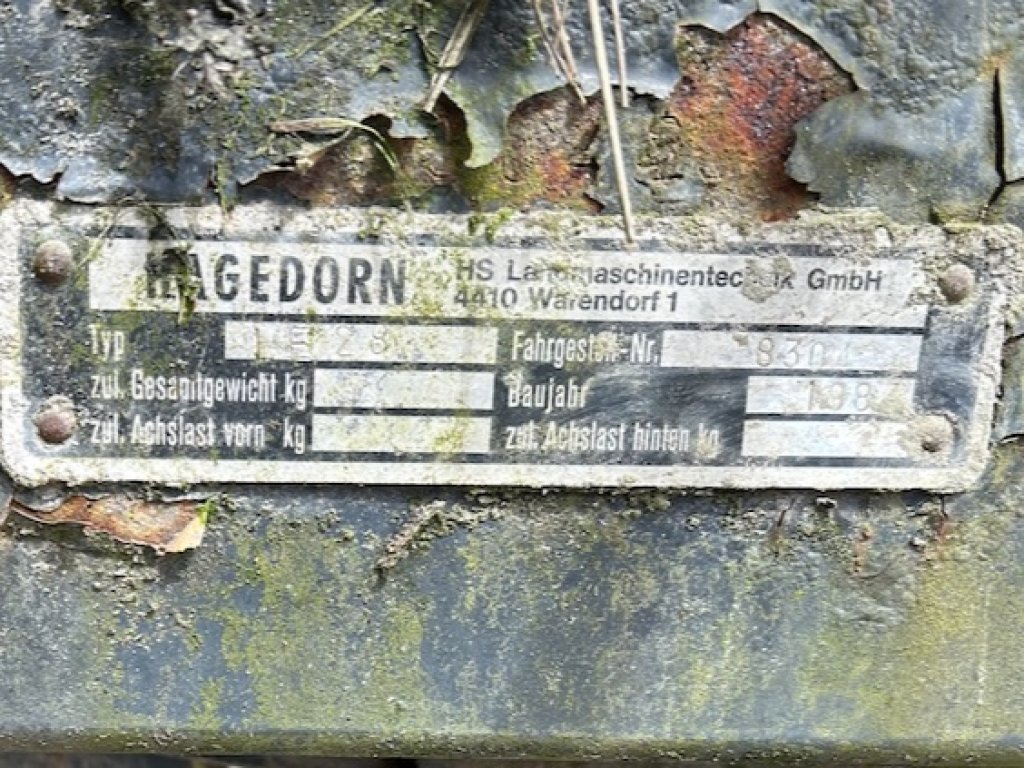 HAGEDORN HS Landmaschinentechnik GmbH
4410 Warendorf 1
Typ Fahrgestell-Nr.
zul. Gesamtgewicht kg Baujahr
zul. Achslast vorn kg zul. Achslast hinten kg